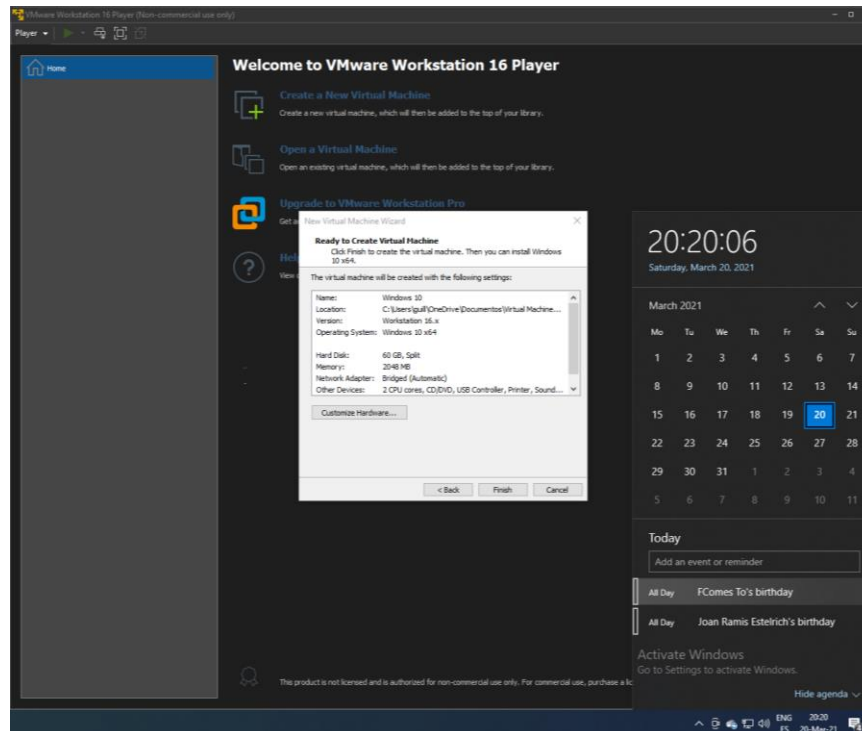 VMware Workstation 16 Player (Non-commercial use only)
Player
Home
Welcome to VMware Workstation 16 Player
Create a New Virtual Machine
Create a new virtual machine, which will then be added to the top of your library.
Open a Virtual Machine
Open an existing virtual machine, which will then be added to the top of your library.
Upgrade to VMware Workstation Pro
Get a
Hel
View
New Virtual Machine Wizard
Ready to Create Virtual Machine
Click Finish to create the virtual machine. Then you can install Windows
10 x64.
The virtual machine will be created with the following settings:
Name: Windows 10
Location: C:\Users\guill\OneDrive\Documentos\Virtual Machine...
Version: Workstation 16.x
Operating System: Windows 10 x64
Hard Disk: 60 GB, Split
Memory: 2048 MB
Network Adapter: Bridged (Automatic)
Other Devices: 2 CPU cores, CD/DVD, USB Controller, Printer, Sound...
Customize Hardware...
< Back Finish Cancel
This product is not licensed and is authorized for non-commercial use only. For commercial use, purchase a lic
20:20:06
Saturday, March 20, 2021
March 2021
Mo Tu We Th Fr Sa Su
1 2 3 4 5 6 7
8 9 10 11 12 13 14
15 16 17 18 19 20 21
22 23 24 25 26 27 28
29 30 31 1 2 3 4
5 6 7 8 9 10 11
Today
Add an event or reminder
All Day FComes To's birthday
All Day Joan Ramis Estelrich's birthday
Activate Windows
Go to Settings to activate Windows.
Hide agenda
ENG 20:20
ES 20-Mar-21